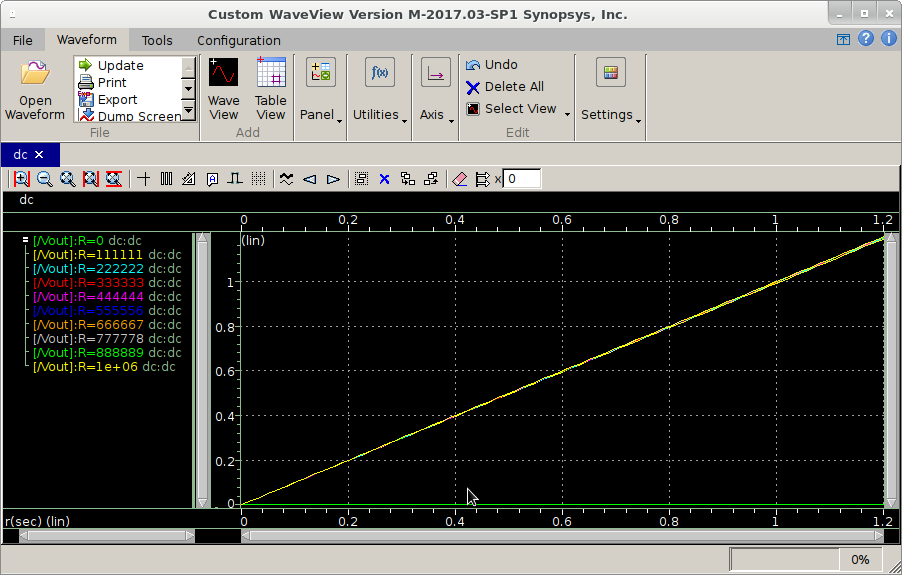 Custom WaveView Version M-2017.03-SP1 Synopsys, Inc.
File Waveform Tools Configuration
Open Waveform
Update
Print
Export
Dump Screen
File
Wave View
Table View
Add
Panel
f(x)
Utilities
Axis
Undo
Delete All
Select View
Edit
Settings
dc
x 0
dc
0 0.2 0.4 0.6 0.8 1 1.2
[/Vout]:R=0 dc:dc
[/Vout]:R=111111 dc:dc
[/Vout]:R=222222 dc:dc
[/Vout]:R=333333 dc:dc
[/Vout]:R=444444 dc:dc
[/Vout]:R=555556 dc:dc
[/Vout]:R=666667 dc:dc
[/Vout]:R=777778 dc:dc
[/Vout]:R=888889 dc:dc
[/Vout]:R=1e+06 dc:dc
(lin)
1
0.8
0.6
0.4
0.2
0
r(sec) (lin)
0 0.2 0.4 0.6 0.8 1 1.2
0%